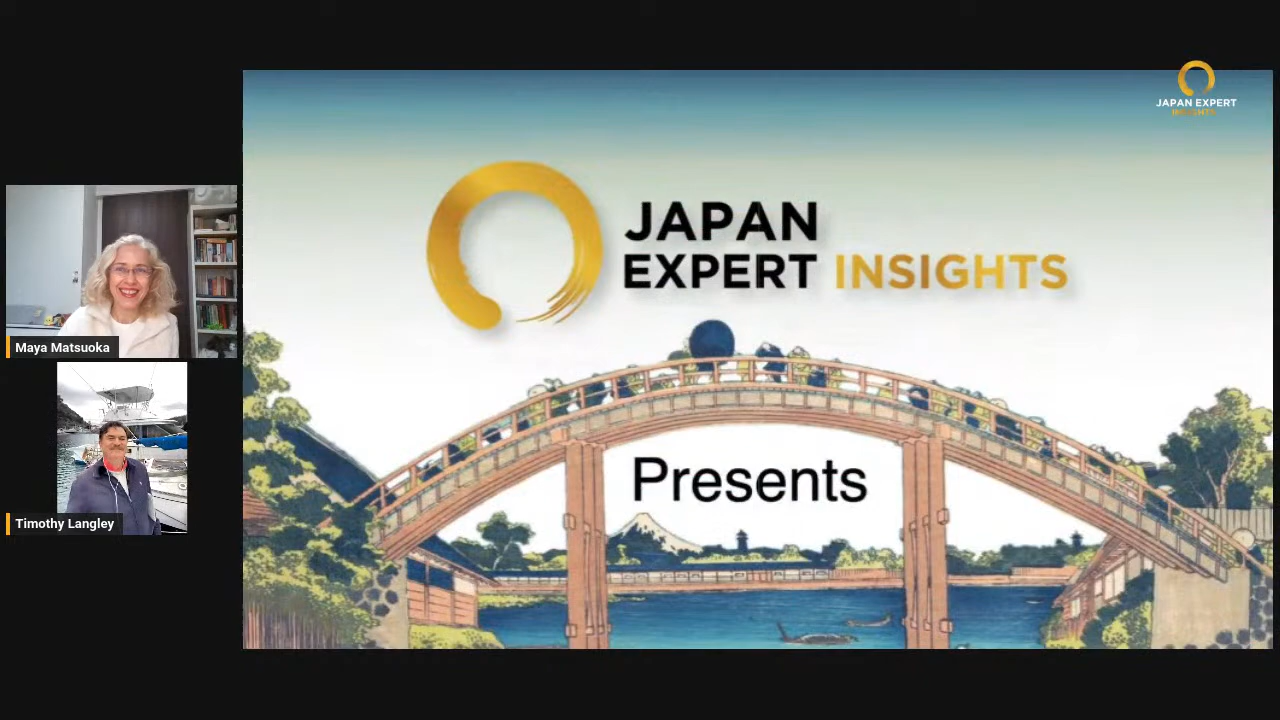 JAPAN EXPERT
INSIGHTS
JAPAN
EXPERT INSIGHTS
Maya Matsuoka
Presents
Timothy Langley